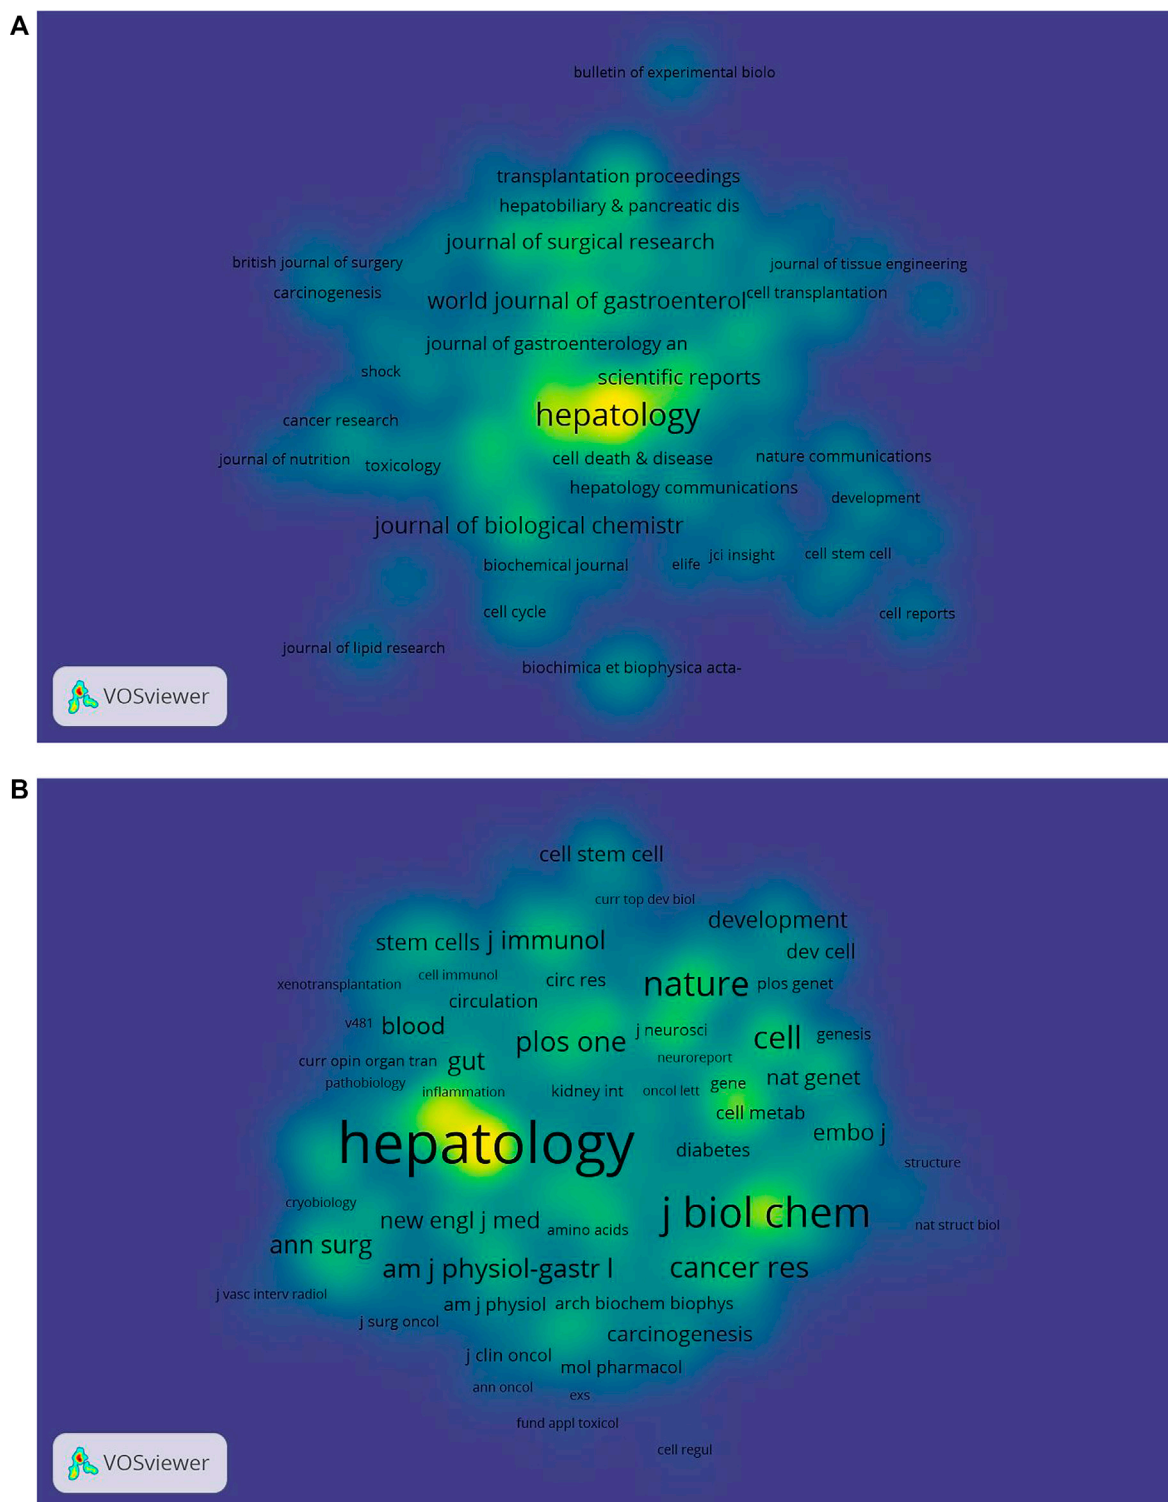 A
bulletin of experimental biolo
transplantation proceedings
hepatobiliary & pancreatic dis
journal of surgical research
british journal of surgery
journal of tissue engineering
carcinogenesis
world journal of gastroenterol
cell transplantation
journal of gastroenterology an
shock
scientific reports
hepatology
cancer research
journal of nutrition
toxicology
cell death & disease
nature communications
hepatology communications
development
journal of biological chemistr
biochemical journal
elife
jci insight
cell stem cell
cell cycle
cell reports
journal of lipid research
biochimica et biophysica acta-
VOSviewer
B
cell stem cell
curr top dev biol
development
stem cells
j immunol
dev cell
xenotransplantation
cell immunol
circ res
nature
plos genet
circulation
v481
blood
plos one
j neurosci
cell
genesis
curr opin organ tran
gut
neuroreport
pathobiology
inflammation
kidney int
oncol lett
gene
nat genet
cell metab
hepatology
diabetes
embo j
structure
cryobiology
new engl j med
amino acids
j biol chem
nat struct biol
ann surg
am j physiol-gastr l
cancer res
j vasc interv radiol
am j physiol
arch biochem biophys
j surg oncol
carcinogenesis
j clin oncol
mol pharmacol
ann oncol
exs
fund appl toxicol
cell regul
VOSviewer